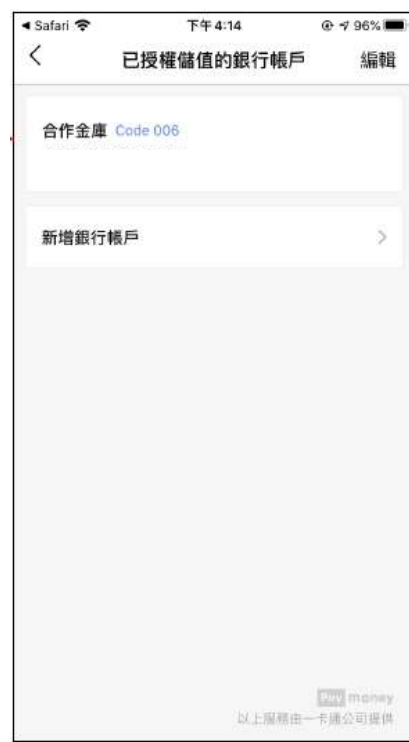 ◀ Safari 下午4:14 96%
已授權儲值的銀行帳戶 編輯
合作金庫 Code 006
新增銀行帳戶
Pay money
以上服務由一卡通公司提供